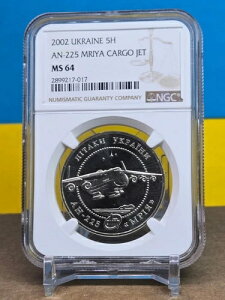 2002 UKRAINE 5H
AN-225 MRIYA CARGO JET
MS 64
2899217-017
NUMISMATIC GUARANTY COMPANY
NGC
ЛІТАКИ УКРАЇНИ
АН-225 «МРІЯ»